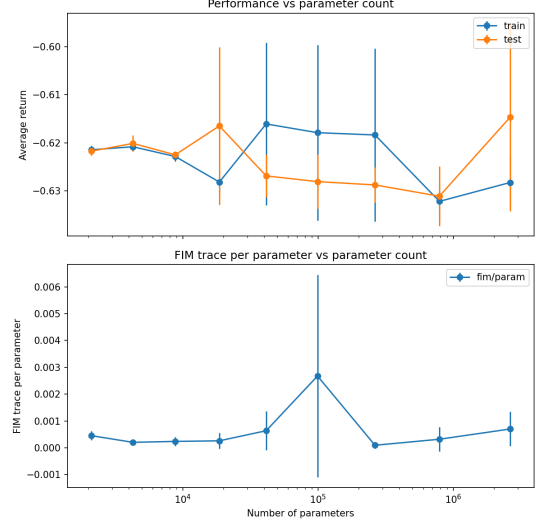 Performance vs parameter count
−0.60
−0.61
−0.62
−0.63
Average return
train
test
FIM trace per parameter vs parameter count
0.006
0.005
0.004
0.003
0.002
0.001
0.000
−0.001
FIM trace per parameter
fim/param
10⁴
10⁵
10⁶
Number of parameters